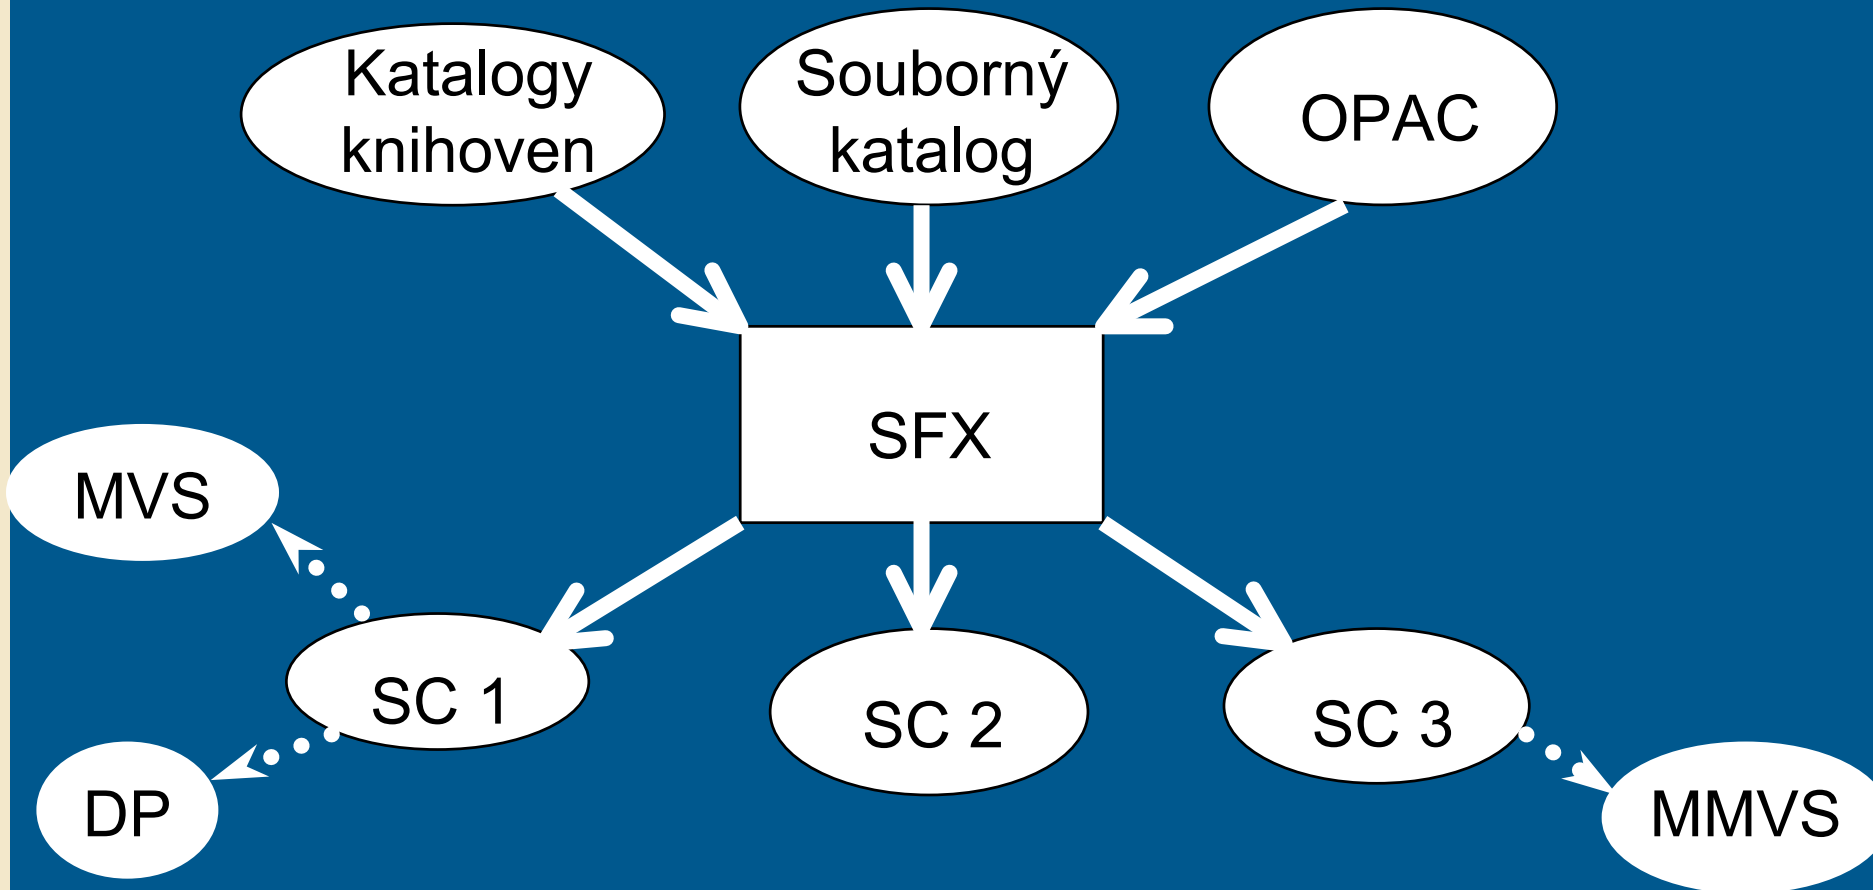 Katalogy
knihoven
Souborný
katalog
OPAC
SFX
MVS
SC 1
SC 2
SC 3
DP
MMVS